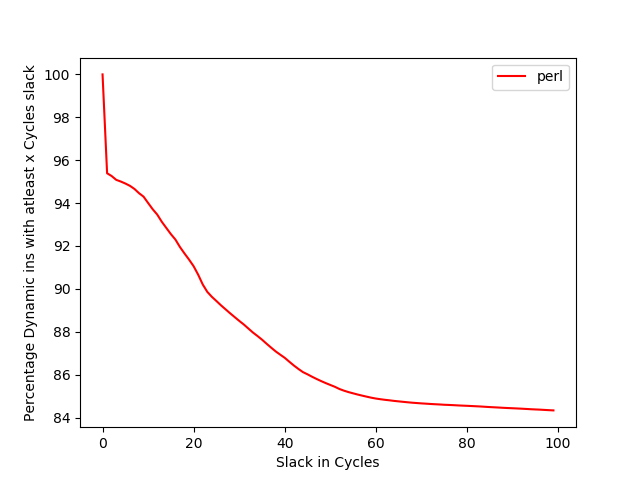 perl
100
98
96
94
92
90
88
86
84
Percentage Dynamic ins with atleast x Cycles slack
0 20 40 60 80 100
Slack in Cycles